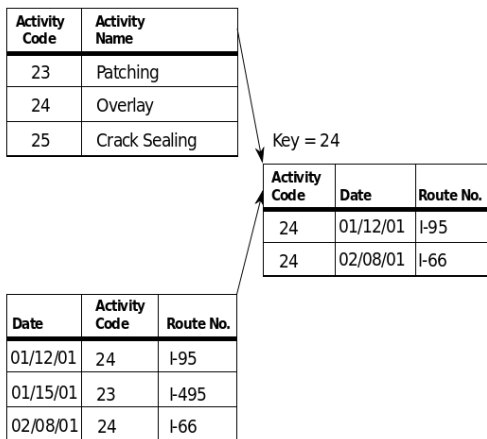 Activity Code Activity Name
23 Patching
24 Overlay
25 Crack Sealing
Key = 24
Activity Code Date Route No.
24 01/12/01 I-95
24 02/08/01 I-66
Date Activity Code Route No.
01/12/01 24 I-95
01/15/01 23 I-495
02/08/01 24 I-66